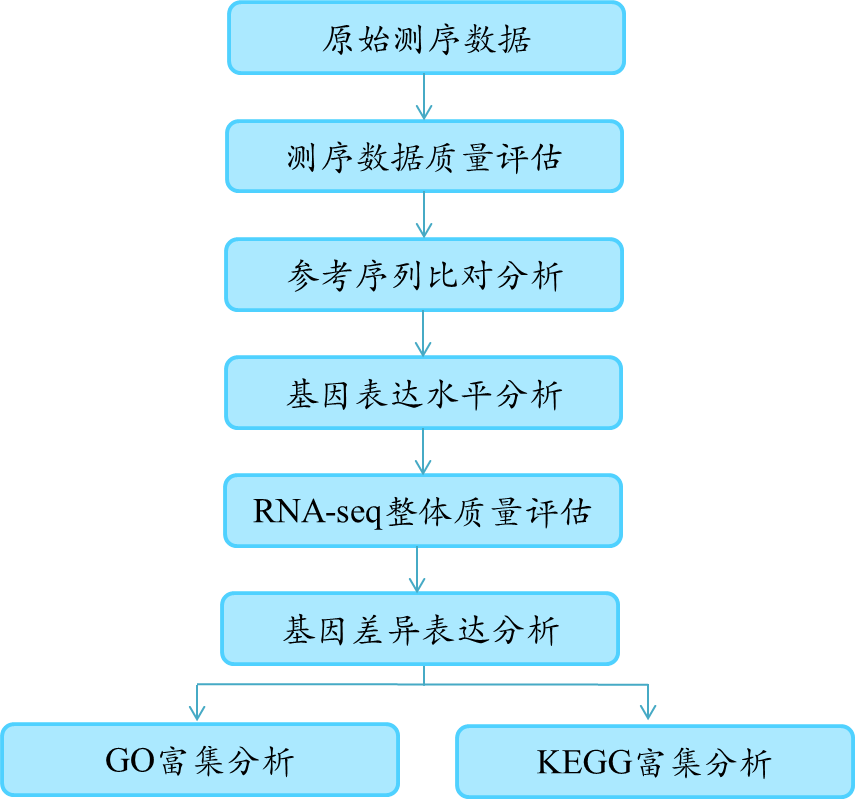 原始测序数据
测序数据质量评估
参考序列比对分析
基因表达水平分析
RNA-seq整体质量评估
基因差异表达分析
GO富集分析
KEGG富集分析